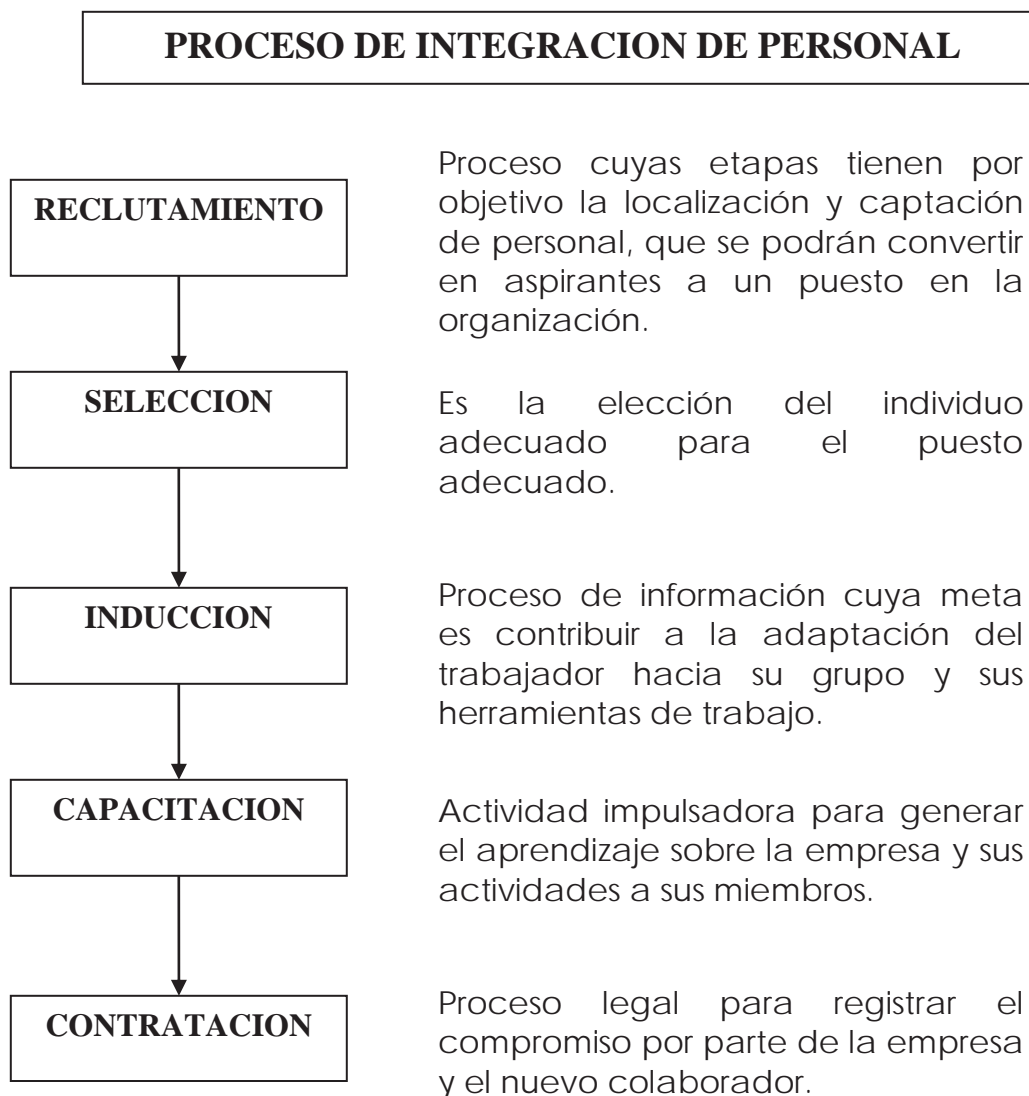 PROCESO DE INTEGRACION DE PERSONAL
RECLUTAMIENTO
Proceso cuyas etapas tienen por
objetivo la localización y captación
de personal, que se podrán convertir
en aspirantes a un puesto en la
organización.
SELECCION
Es la elección del individuo
adecuado para el puesto
adecuado.
INDUCCION
Proceso de información cuya meta
es contribuir a la adaptación del
trabajador hacia su grupo y sus
herramientas de trabajo.
CAPACITACION
Actividad impulsadora para generar
el aprendizaje sobre la empresa y sus
actividades a sus miembros.
CONTRATACION
Proceso legal para registrar el
compromiso por parte de la empresa
y el nuevo colaborador.